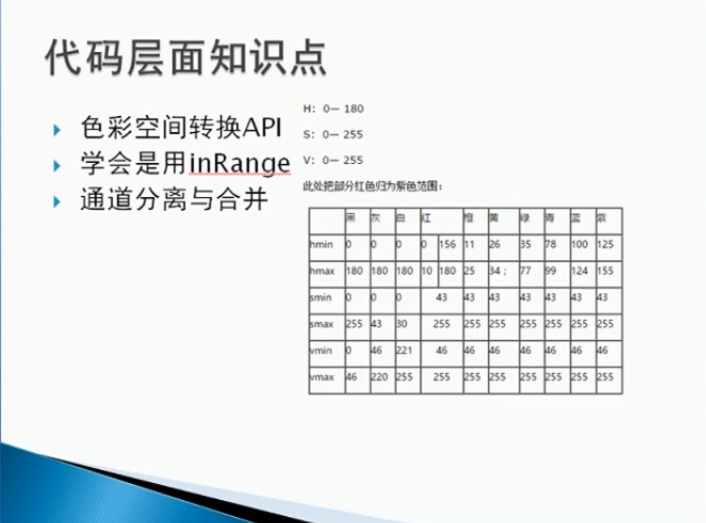 代码层面知识点
色彩空间转换API
学会是用inRange
通道分离与合并
H: 0— 180
S: 0— 255
V: 0— 255
此处把部分红色归为紫色范围:
黑 灰 白 红 橙 黄 绿 青 蓝 紫
hmin 0 0 0 0 156 11 26 35 78 100 125
hmax 180 180 180 10 180 25 34 ; 77 99 124 155
smin 0 0 0 43 43 43 43 43 43 43
smax 255 43 30 255 255 255 255 255 255 255
vmin 0 46 221 46 46 46 46 46 46 46
vmax 46 220 255 255 255 255 255 255 255 255